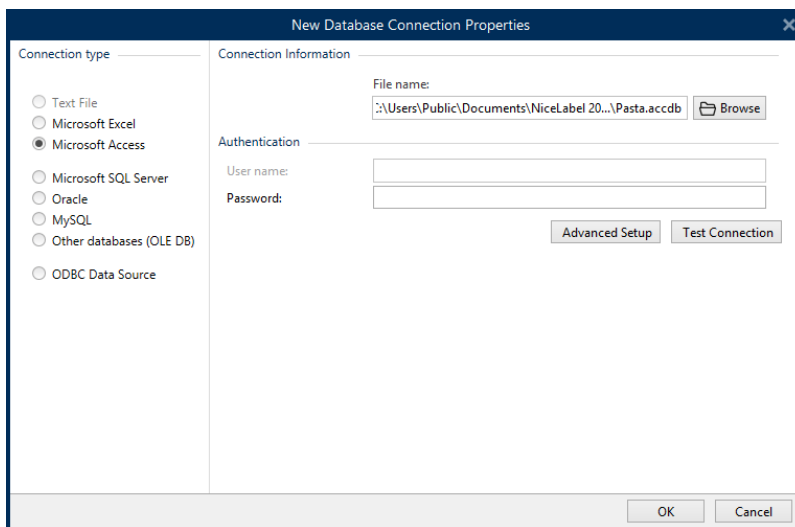 New Database Connection Properties
Connection type
Text File
Microsoft Excel
Microsoft Access
Microsoft SQL Server
Oracle
MySQL
Other databases (OLE DB)
ODBC Data Source
Connection Information
File name:
:\Users\Public\Documents\NiceLabel 20...\Pasta.accdb
Browse
Authentication
User name:
Password:
Advanced Setup
Test Connection
OK
Cancel